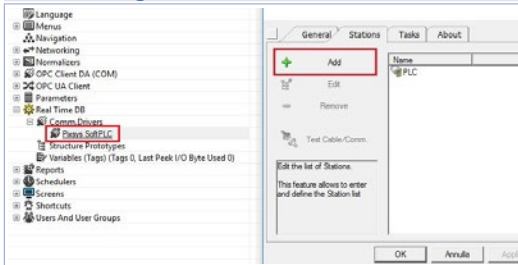 Language
Menus
Navigation
Networking
Normalizers
OPC Client DA (COM)
OPC UA Client
Parameters
Real Time DB
Comm.Drivers
Pixsys SoftPLC
Structure Prototypes
Variables (Tags) (Tags 0, Last Peek I/O Byte Used 0)
Reports
Schedulers
Screens
Shortcuts
Users And User Groups
General Stations Tasks About
Add
Edit
Remove
Test Cable/Comm.
Edit the list of Stations.
This feature allows to enter
and define the Station list
Name
PLC
OK Annulla Appl